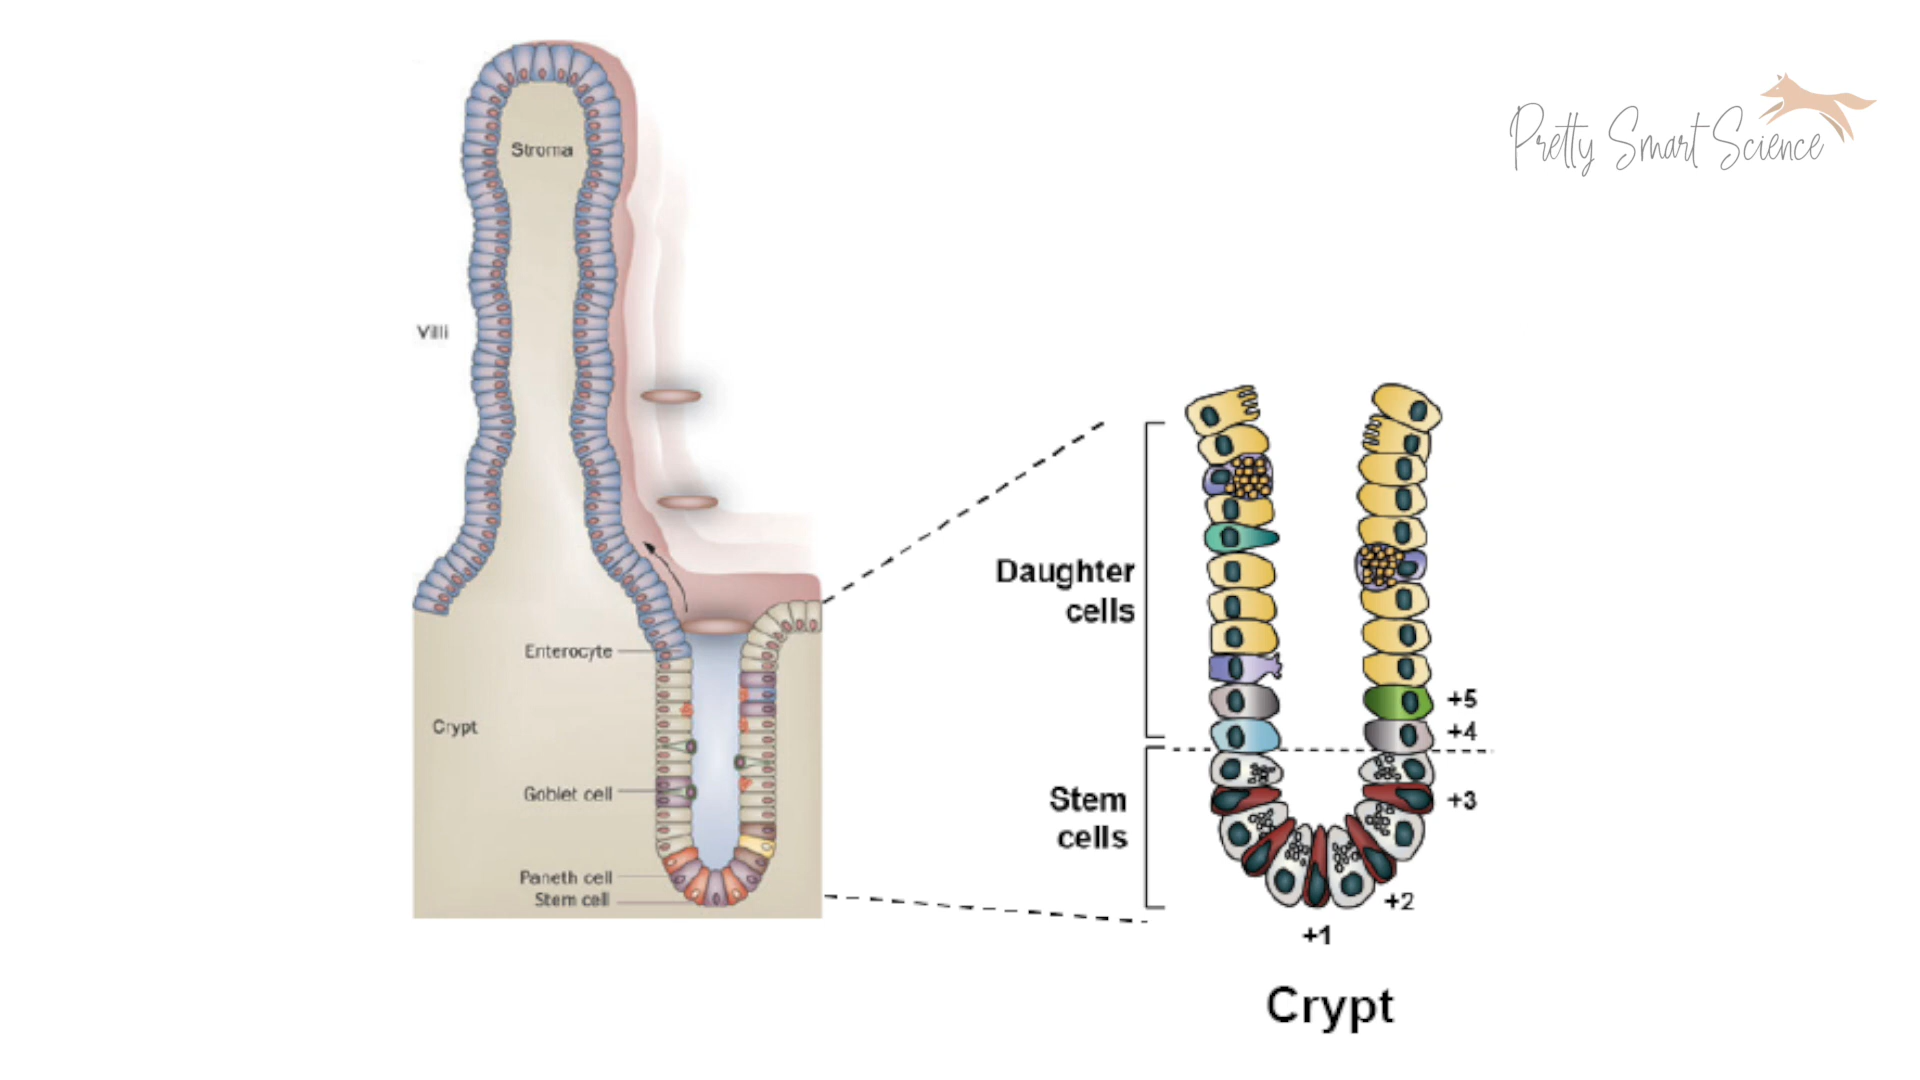 Pretty Smart Science
Stroma
Villi
Enterocyte
Crypt
Goblet cell
Paneth cell
Stem cell
Daughter
cells
Stem
cells
+5
+4
+3
+2
+1
Crypt